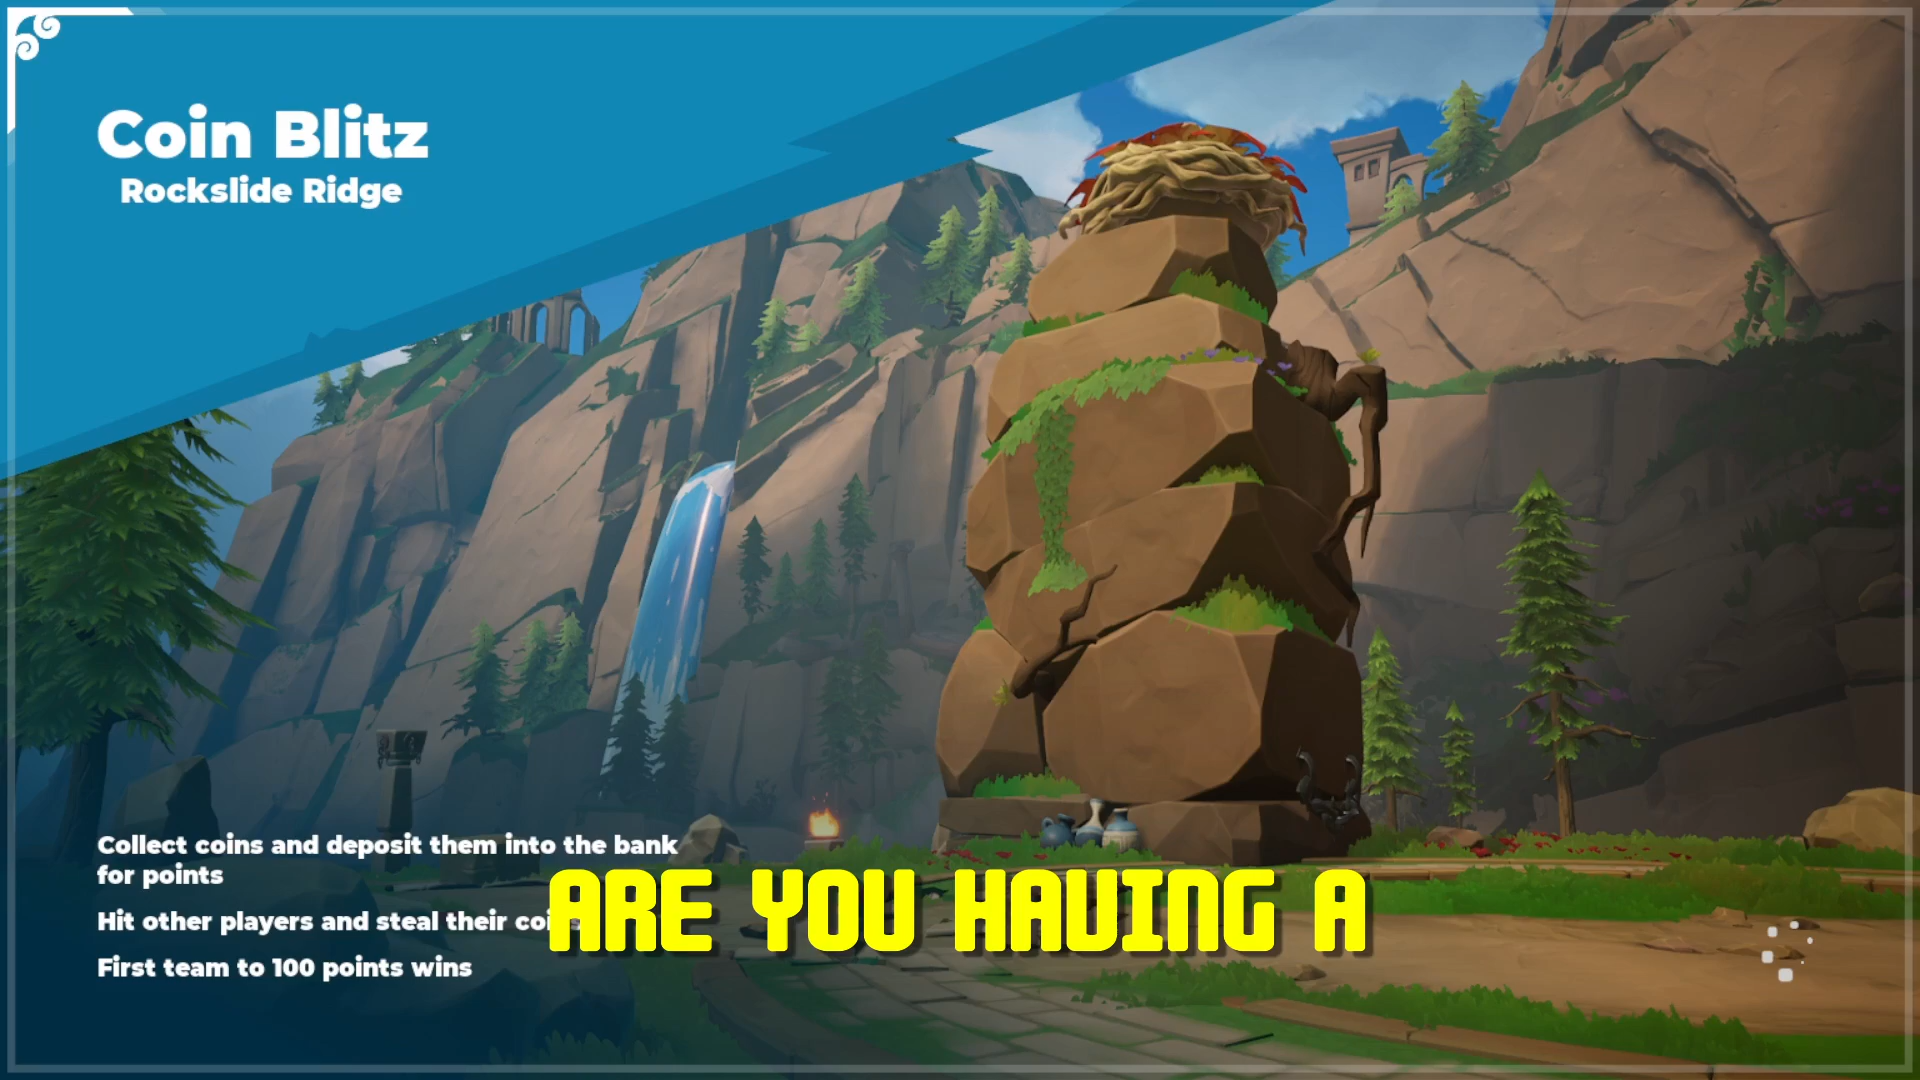 Coin Blitz
Rockslide Ridge
Collect coins and deposit them into the bank
for points
Hit other players and steal their
First team to 100 points wins
ARE YOU HAVING A